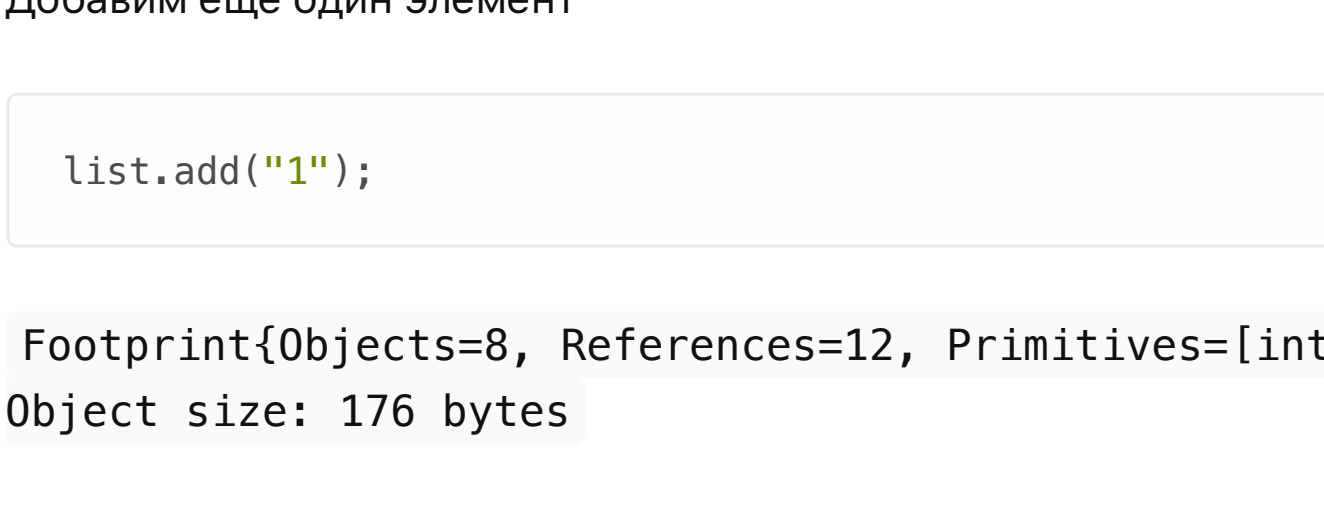 Добавим еще один элемент
list.add("1");
Footprint{Objects=8, References=12, Primitives=[int
Object size: 176 bytes